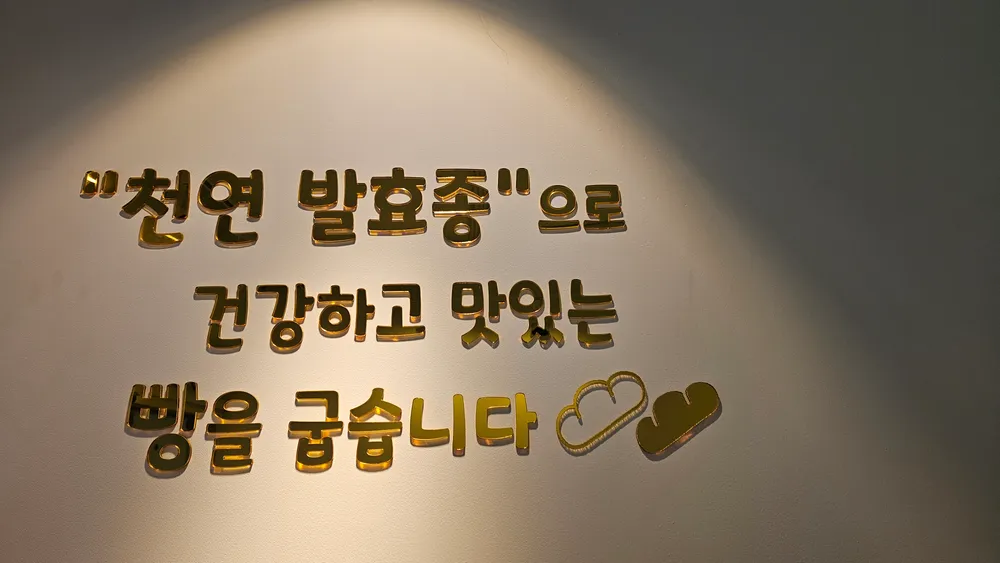 "천연 발효종"으로
건강하고 맛있는
빵을 굽습니다